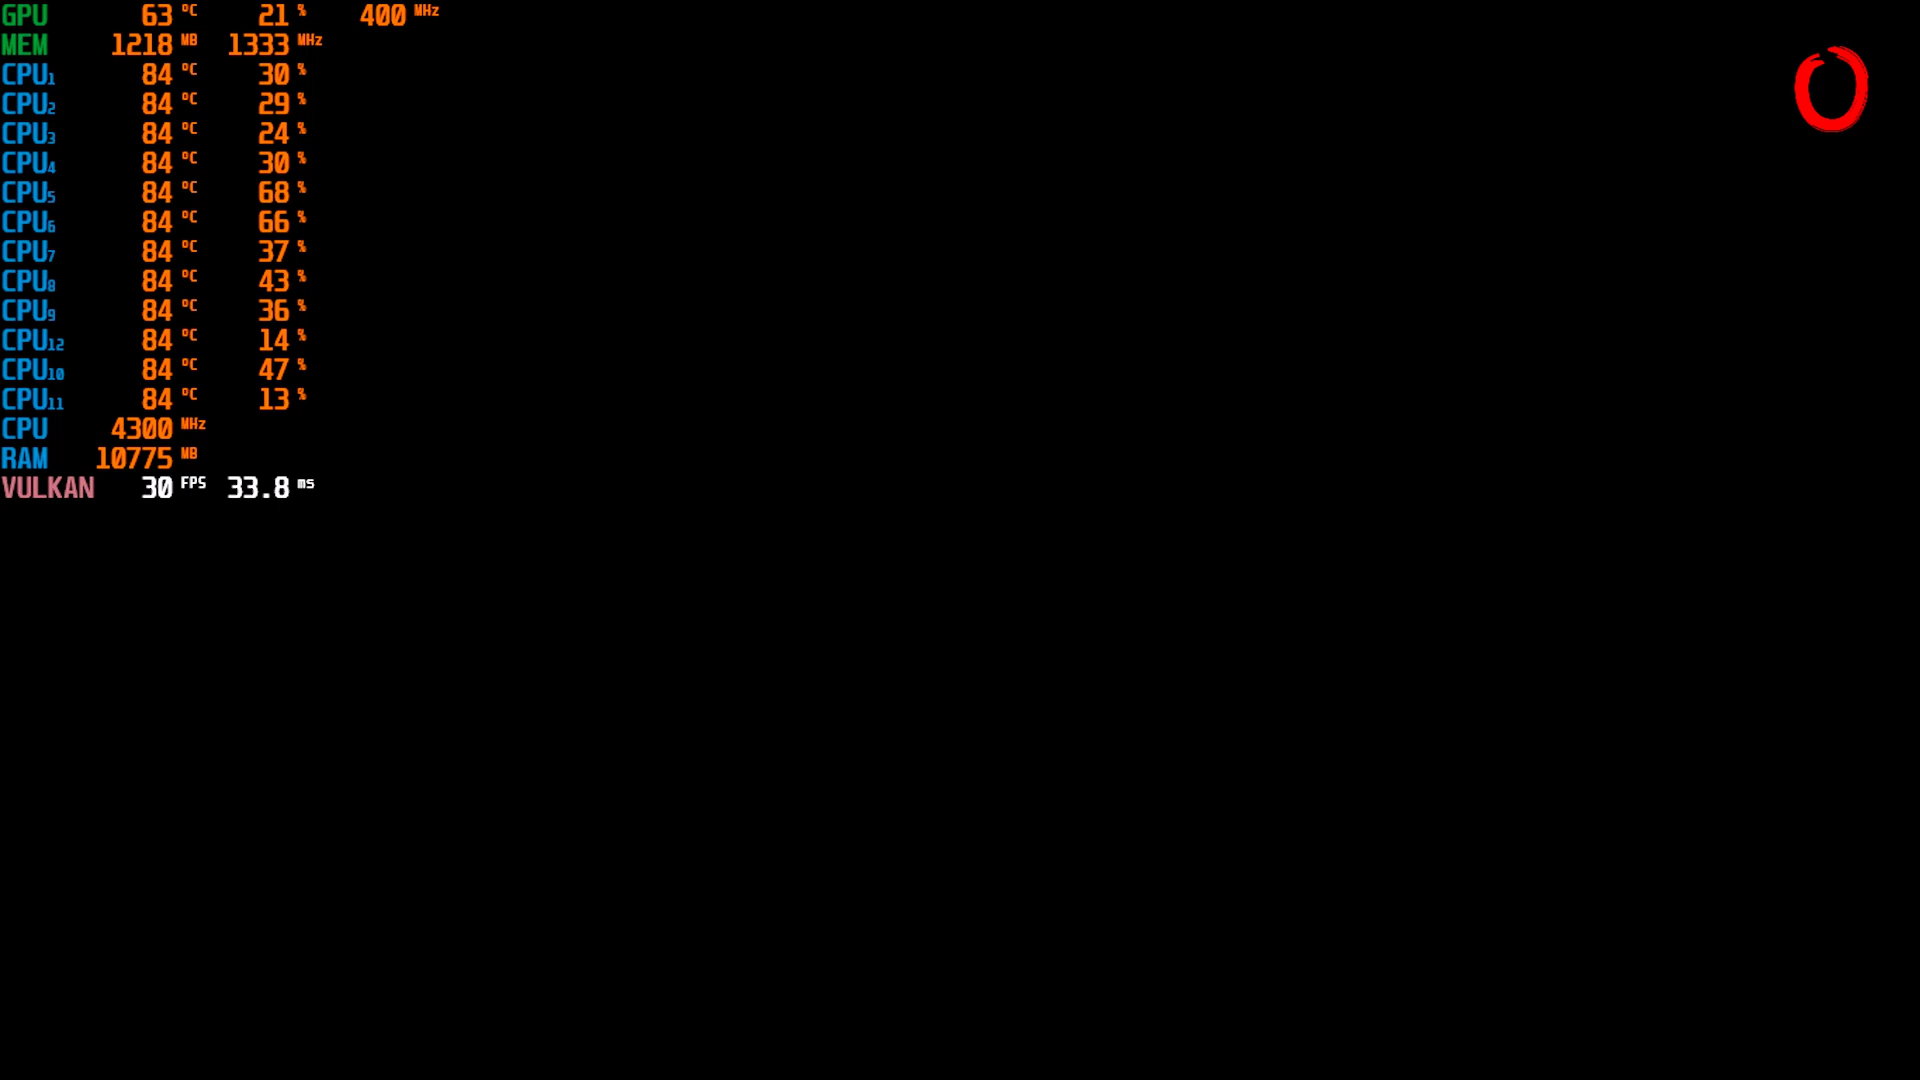 GPU 63 °C 21 % 400 MHz
MEM 1218 MB 1333 MHz
CPU1 84 °C 30 %
CPU2 84 °C 29 %
CPU3 84 °C 24 %
CPU4 84 °C 30 %
CPU5 84 °C 68 %
CPU6 84 °C 66 %
CPU7 84 °C 37 %
CPU8 84 °C 43 %
CPU9 84 °C 36 %
CPU12 84 °C 14 %
CPU10 84 °C 47 %
CPU11 84 °C 13 %
CPU 4300 MHz
RAM 10775 MB
VULKAN 30 FPS 33.8 ms